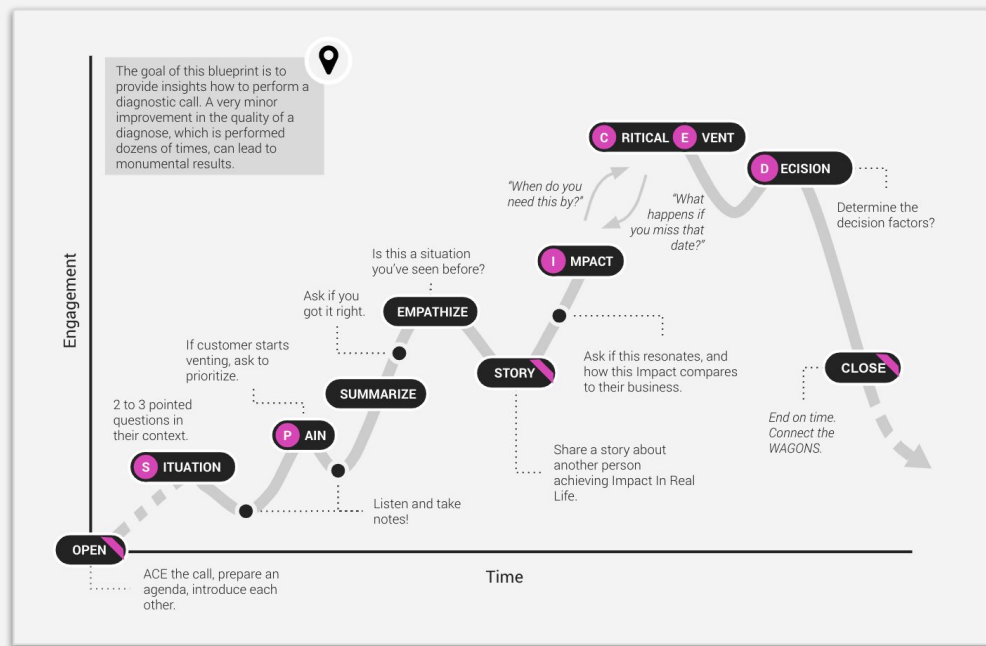 The goal of this blueprint is to
provide insights how to perform a
diagnostic call. A very minor
improvement in the quality of a
diagnose, which is performed
dozens of times, can lead to
monumental results.
Engagement
CRITICAL EVENT
DECISION
"When do you
need this by?"
"What
happens if
you miss that
date?"
Determine the
decision factors?
IMPACT
Is this a situation
you've seen before?
EMPATHIZE
Ask if you
got it right.
If customer starts
venting, ask to
prioritize.
STORY
Ask if this resonates, and
how this Impact compares
to their business.
CLOSE
SUMMARIZE
2 to 3 pointed
questions in
their context.
PAIN
End on time.
Connect the
WAGONS.
SITUATION
Share a story about
another person
achieving Impact In Real
Life.
Listen and take
notes!
OPEN
ACE the call, prepare an
agenda, introduce each
other.
Time